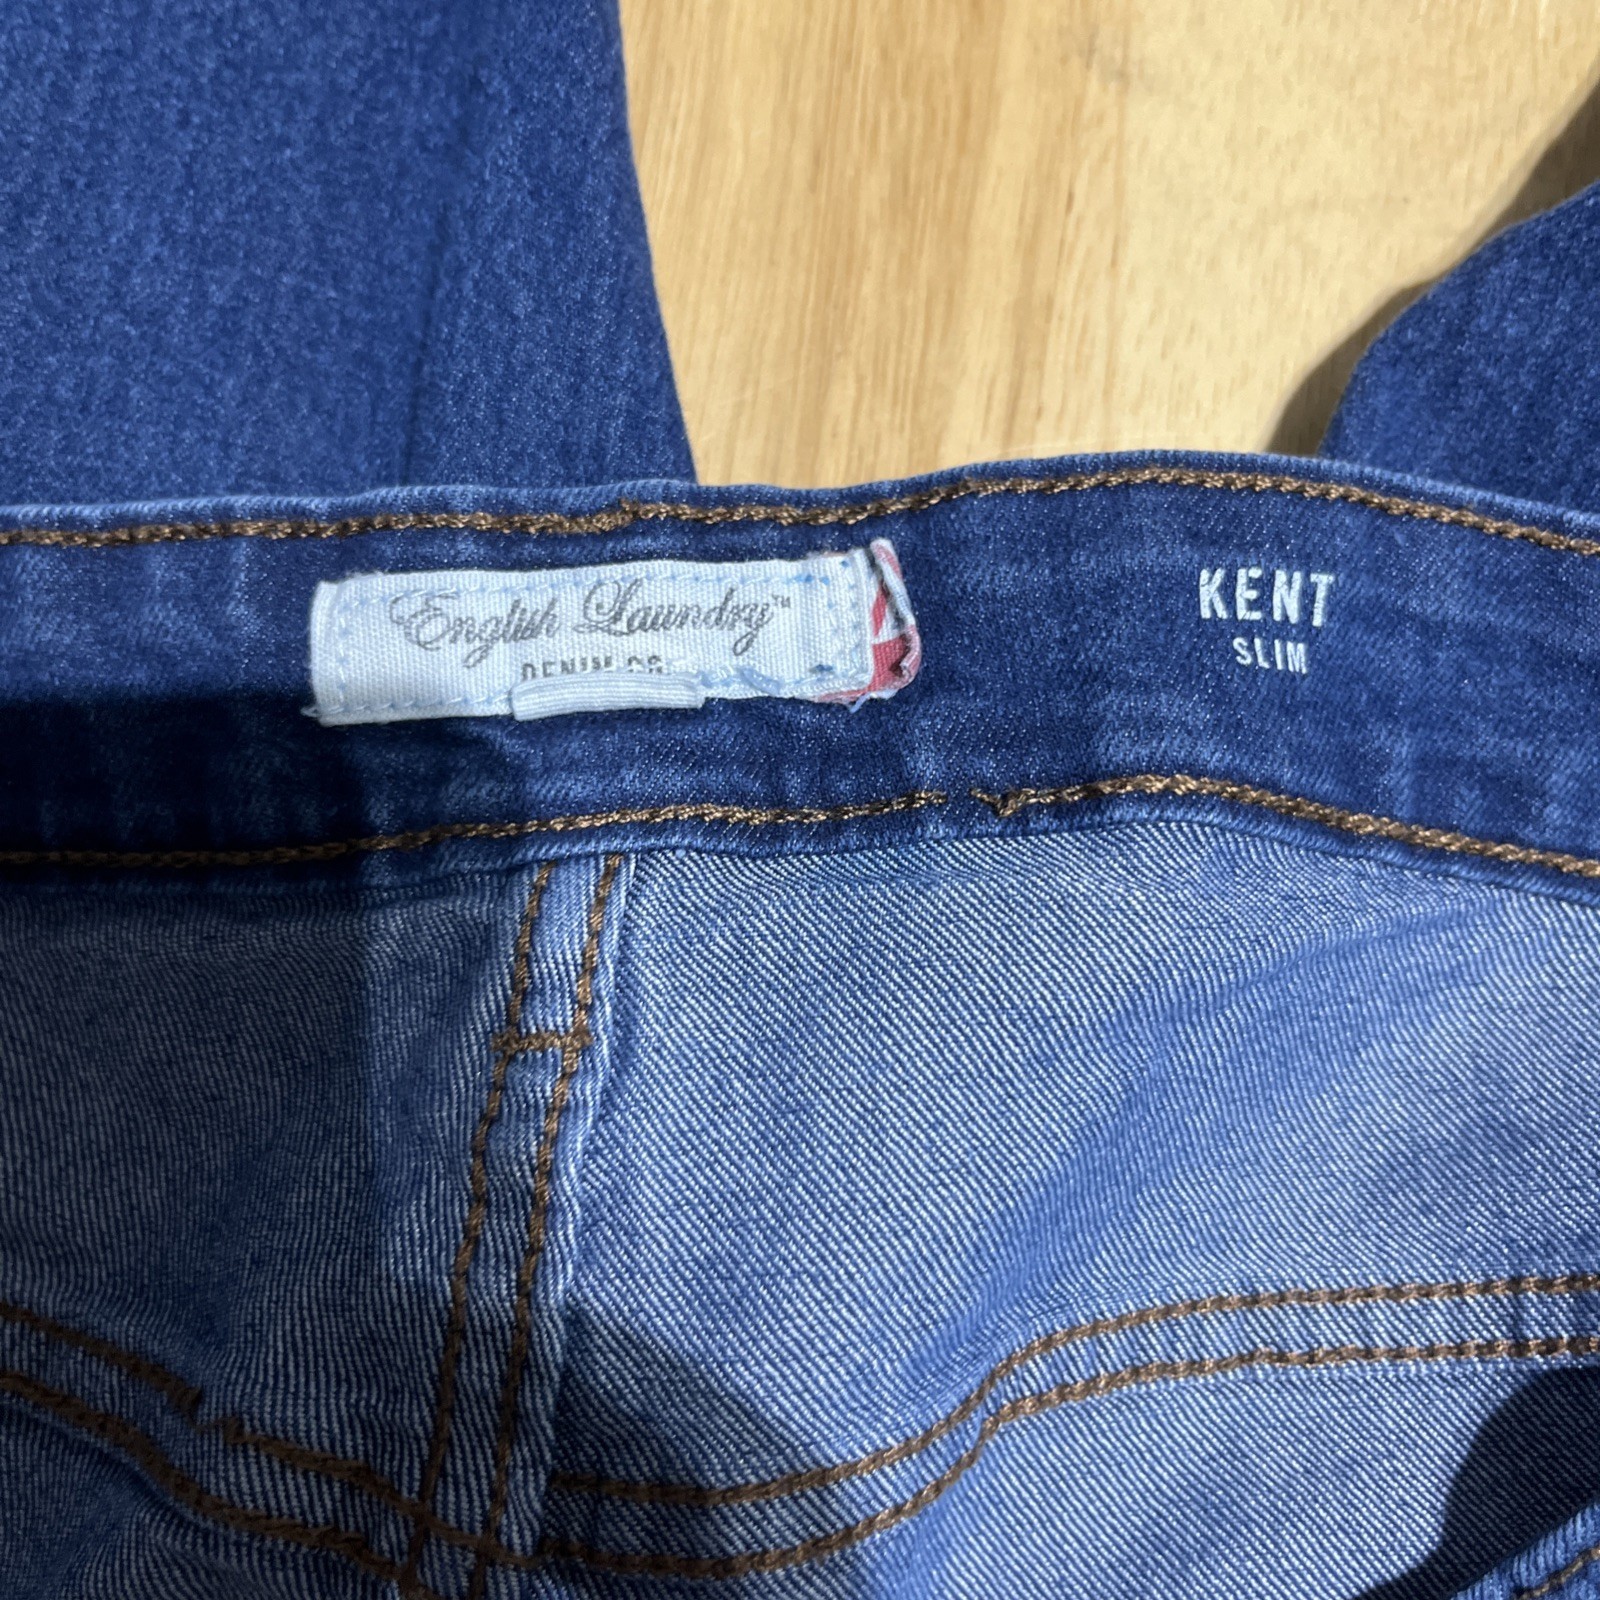 English Laundry™
DENIM CO.
KENT
SLIM